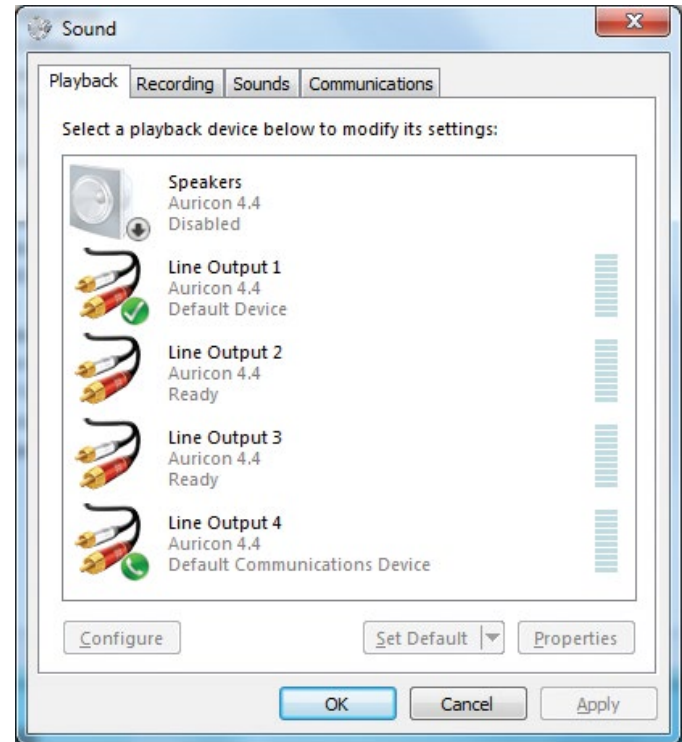 Sound
Playback Recording Sounds Communications
Select a playback device below to modify its settings:
Speakers
Auricon 4.4
Disabled
Line Output 1
Auricon 4.4
Default Device
Line Output 2
Auricon 4.4
Ready
Line Output 3
Auricon 4.4
Ready
Line Output 4
Auricon 4.4
Default Communications Device
Configure Set Default Properties
OK Cancel Apply